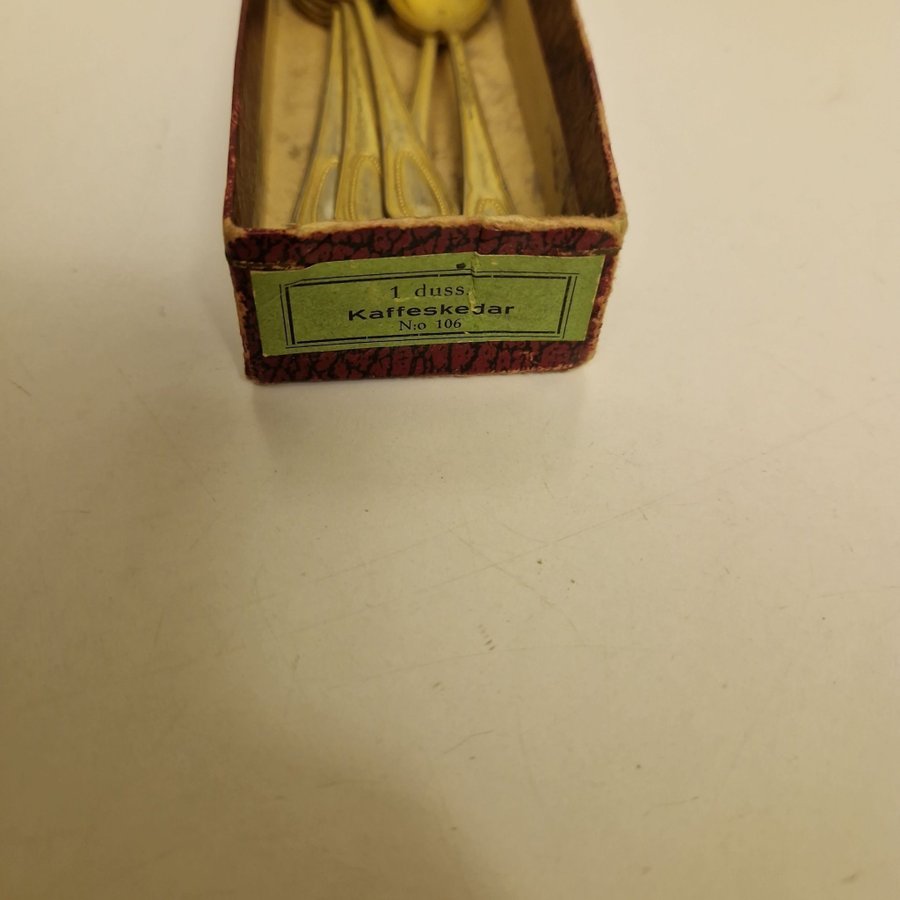 1 duss.
Kaffeskedar
N:o 106